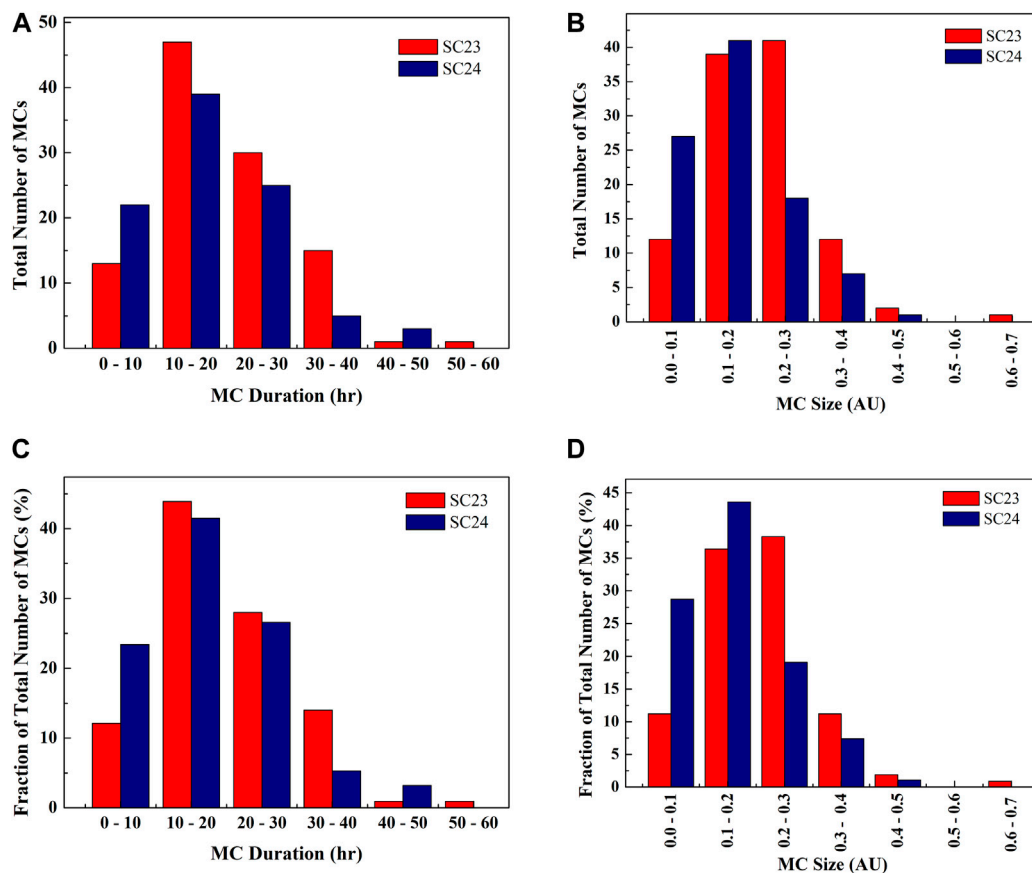 A
50
40
30
20
10
0
Total Number of MCs
SC23
SC24
0 - 10 10 - 20 20 - 30 30 - 40 40 - 50 50 - 60
MC Duration (hr)
B
40
35
30
25
20
15
10
5
0
Total Number of MCs
SC23
SC24
0.0 - 0.1
0.1 - 0.2
0.2 - 0.3
0.3 - 0.4
0.4 - 0.5
0.5 - 0.6
0.6 - 0.7
MC Size (AU)
C
40
30
20
10
0
Fraction of Total Number of MCs (%)
SC23
SC24
0 - 10 10 - 20 20 - 30 30 - 40 40 - 50 50 - 60
MC Duration (hr)
D
45
40
35
30
25
20
15
10
5
0
Fraction of Total Number of MCs (%)
SC23
SC24
0.0 - 0.1
0.1 - 0.2
0.2 - 0.3
0.3 - 0.4
0.4 - 0.5
0.5 - 0.6
0.6 - 0.7
MC Size (AU)